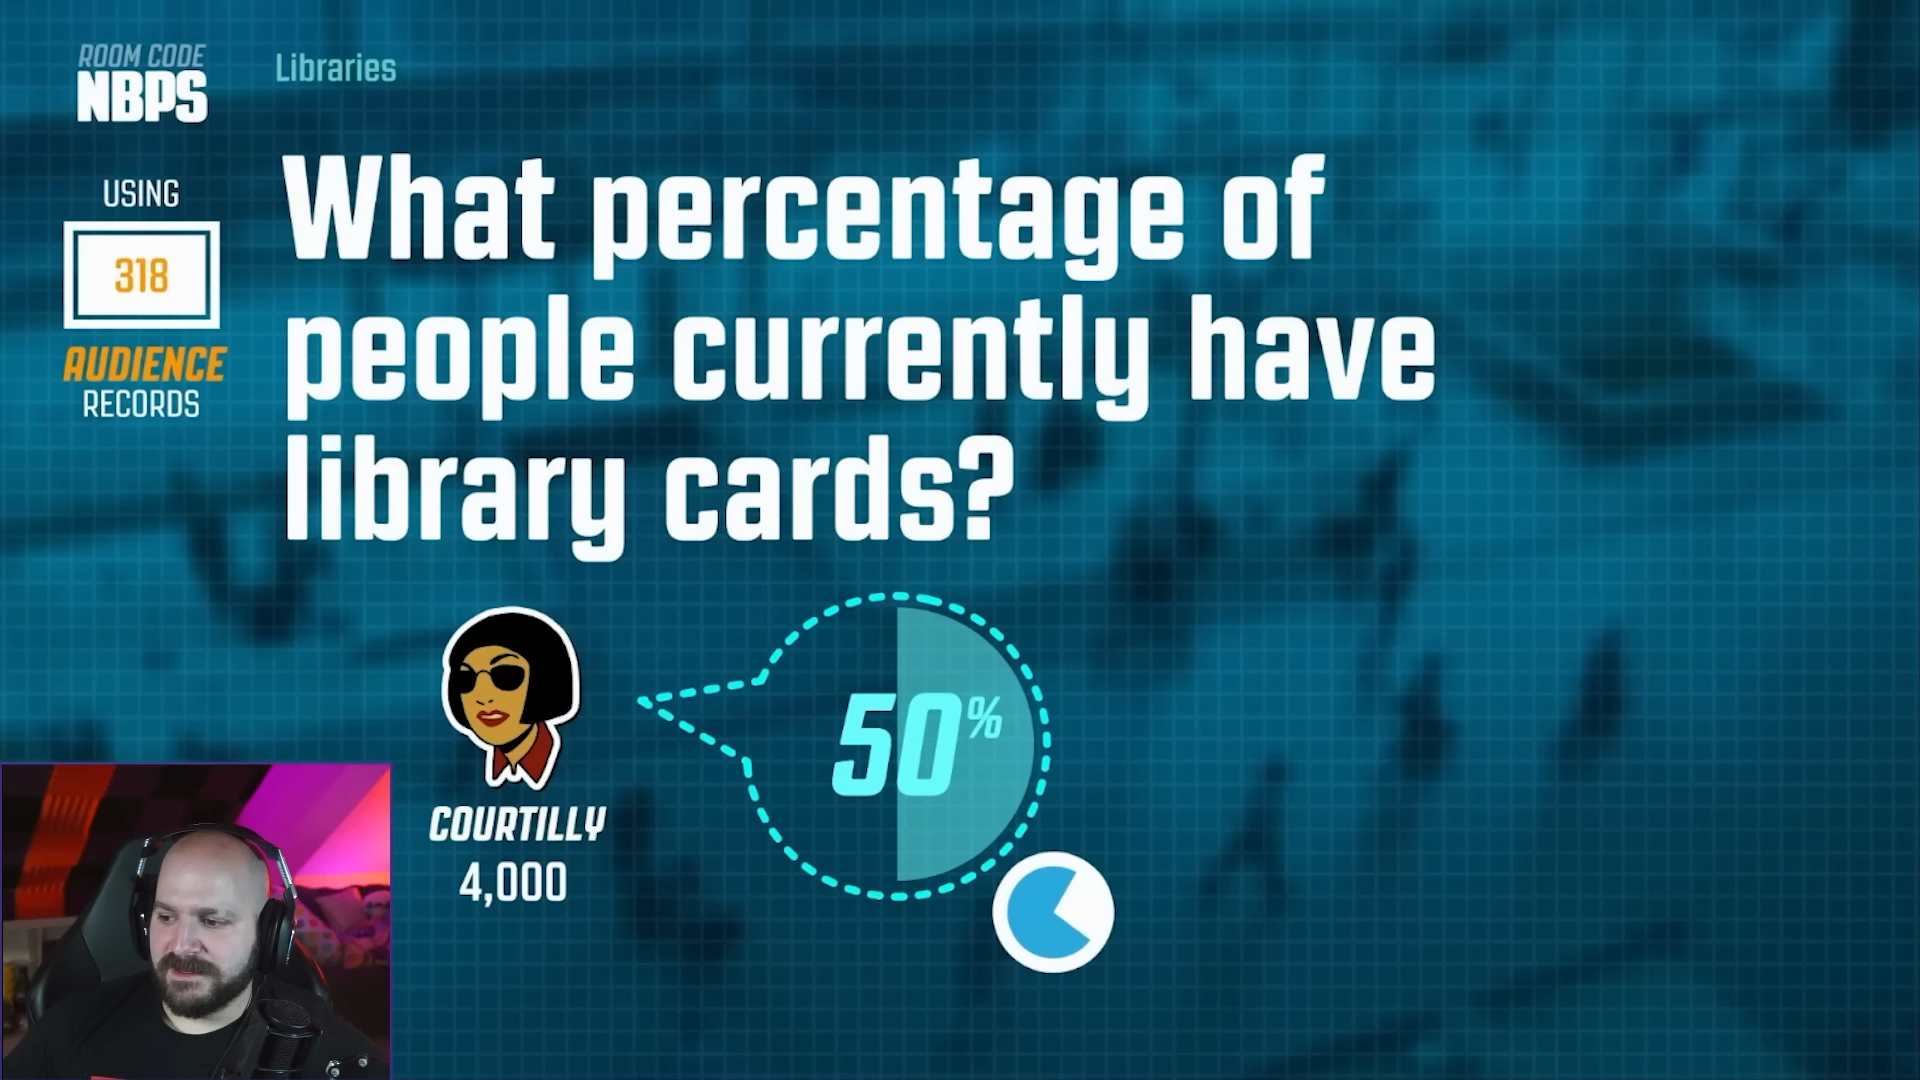 ROOM CODE
NBPS
Libraries
USING
318
AUDIENCE
RECORDS
What percentage of
people currently have
library cards?
50%
COURTILLY
4,000